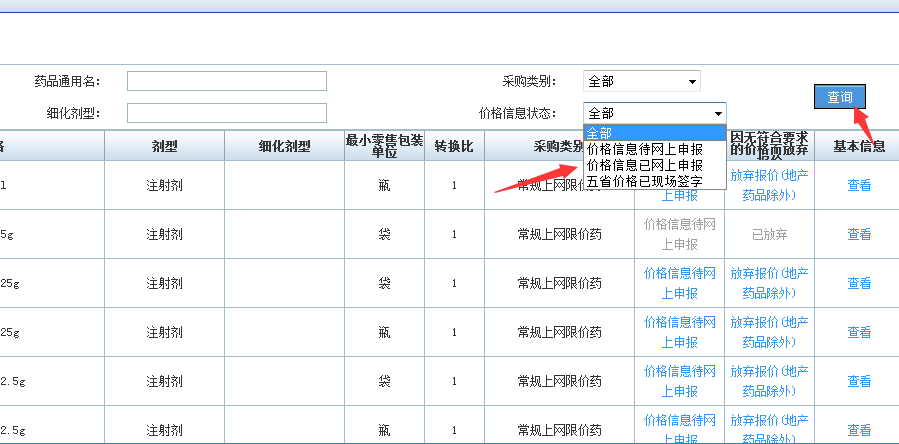 药品通用名： 采购类别： 全部
查询
细化剂型： 价格信息状态： 全部
全部
价格信息待网上申报
价格信息已网上申报
五省价格已现场签字
格 剂型 细化剂型 最小零售包装单位 转换比 采购类别 因无符合要求的价格而放弃 基本信息
l 注射剂 瓶 1 常规上网限价药 上申报 放弃报价(地产药品除外) 查看
5g 注射剂 袋 1 常规上网限价药 价格信息待网上申报 已放弃 查看
25g 注射剂 袋 1 常规上网限价药 价格信息待网上申报 放弃报价(地产药品除外) 查看
25g 注射剂 瓶 1 常规上网限价药 价格信息待网上申报 放弃报价(地产药品除外) 查看
2.5g 注射剂 袋 1 常规上网限价药 价格信息待网上申报 放弃报价(地产药品除外) 查看
2.5g 注射剂 瓶 1 常规上网限价药 价格信息待网上申报 放弃报价(地产药品除外) 查看